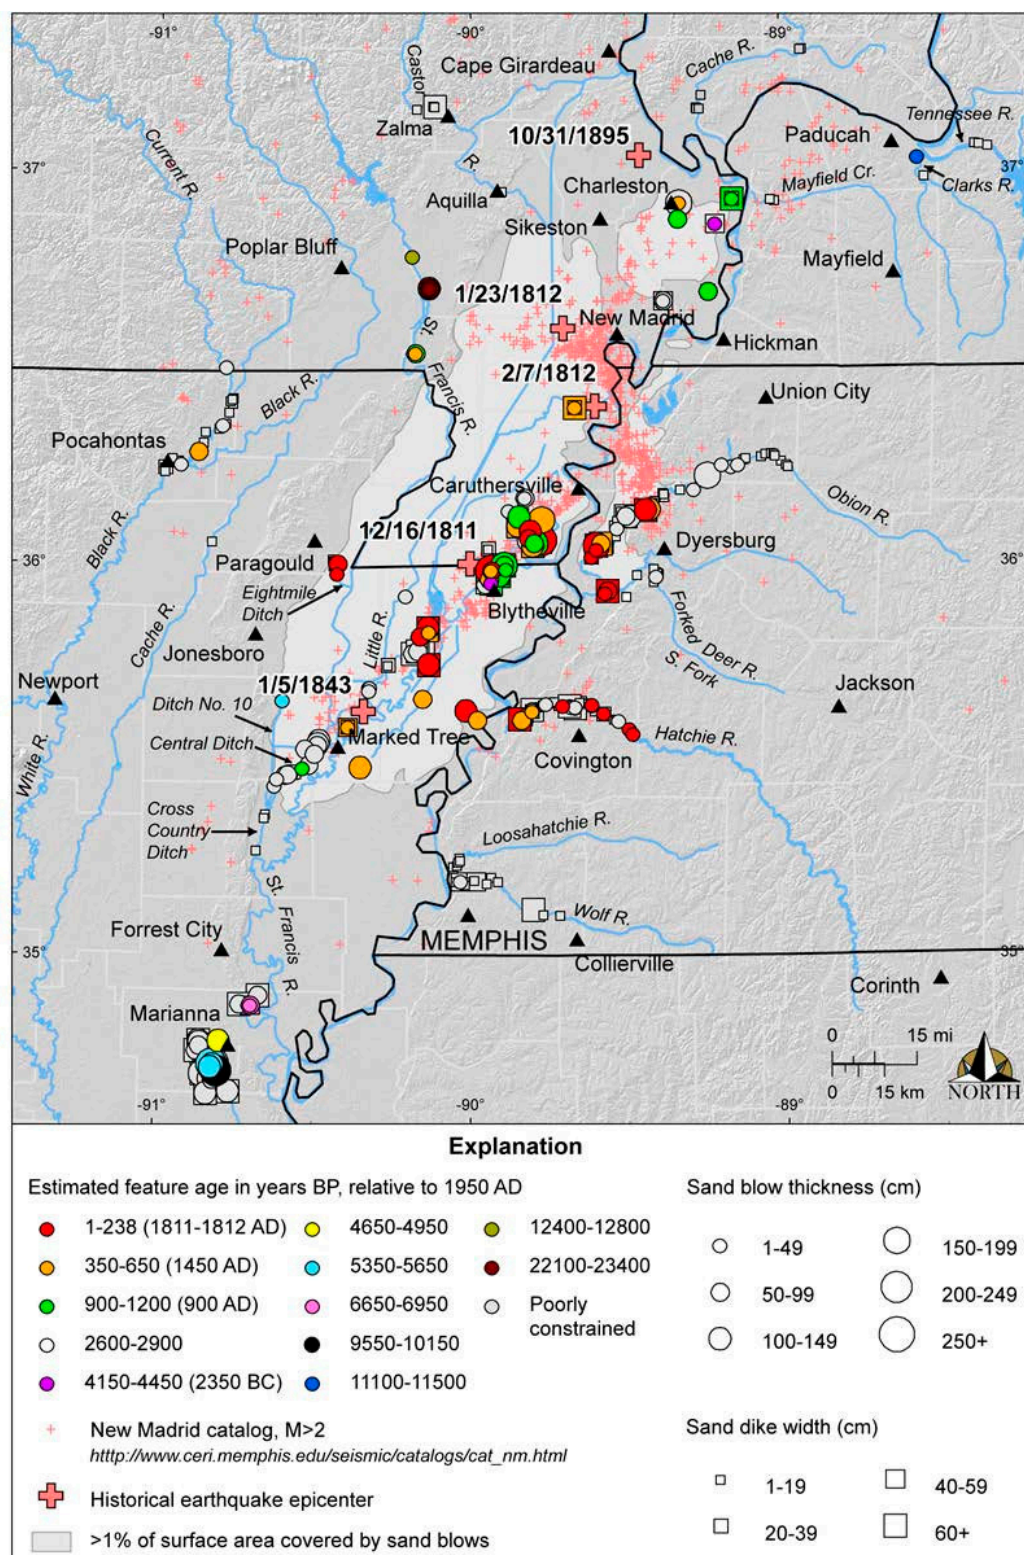 -91°
-90°
-89°
Castor
Cape Girardeau
Cache R.
Tennessee R.
Zalma
10/31/1895
Paducah
Current R.
37°
R.
37°
Charleston
Mayfield Cr.
Clarks R.
Aquilla
Sikeston
Poplar Bluff
Mayfield
1/23/1812
New Madrid
St.
Hickman
2/7/1812
Francis R.
Union City
Black R.
Pocahontas
Caruthersville
Obion R.
Black R.
12/16/1811
Dyersburg
36°
Paragould
36°
Eightmile
Ditch
Blytheville
Cache R.
Little R.
Forked Deer R.
Jonesboro
S. Fork
Newport
1/5/1843
Jackson
Ditch No. 10
White R.
Central Ditch
Marked Tree
Hatchie R.
Covington
Cross
Country
Ditch
Loosahatchie R.
St. Francis R.
Wolf R.
Forrest City
MEMPHIS
35°
35°
Collierville
Corinth
Marianna
0 15 mi
0 15 km
NORTH
-91°
-90°
-89°
Explanation
Estimated feature age in years BP, relative to 1950 AD
1-238 (1811-1812 AD)
350-650 (1450 AD)
900-1200 (900 AD)
2600-2900
4150-4450 (2350 BC)
4650-4950
5350-5650
6650-6950
9550-10150
11100-11500
12400-12800
22100-23400
Poorly
constrained
New Madrid catalog, M>2
htttp://www.ceri.memphis.edu/seismic/catalogs/cat_nm.html
Historical earthquake epicenter
>1% of surface area covered by sand blows
Sand blow thickness (cm)
1-49
50-99
100-149
150-199
200-249
250+
Sand dike width (cm)
1-19
20-39
40-59
60+